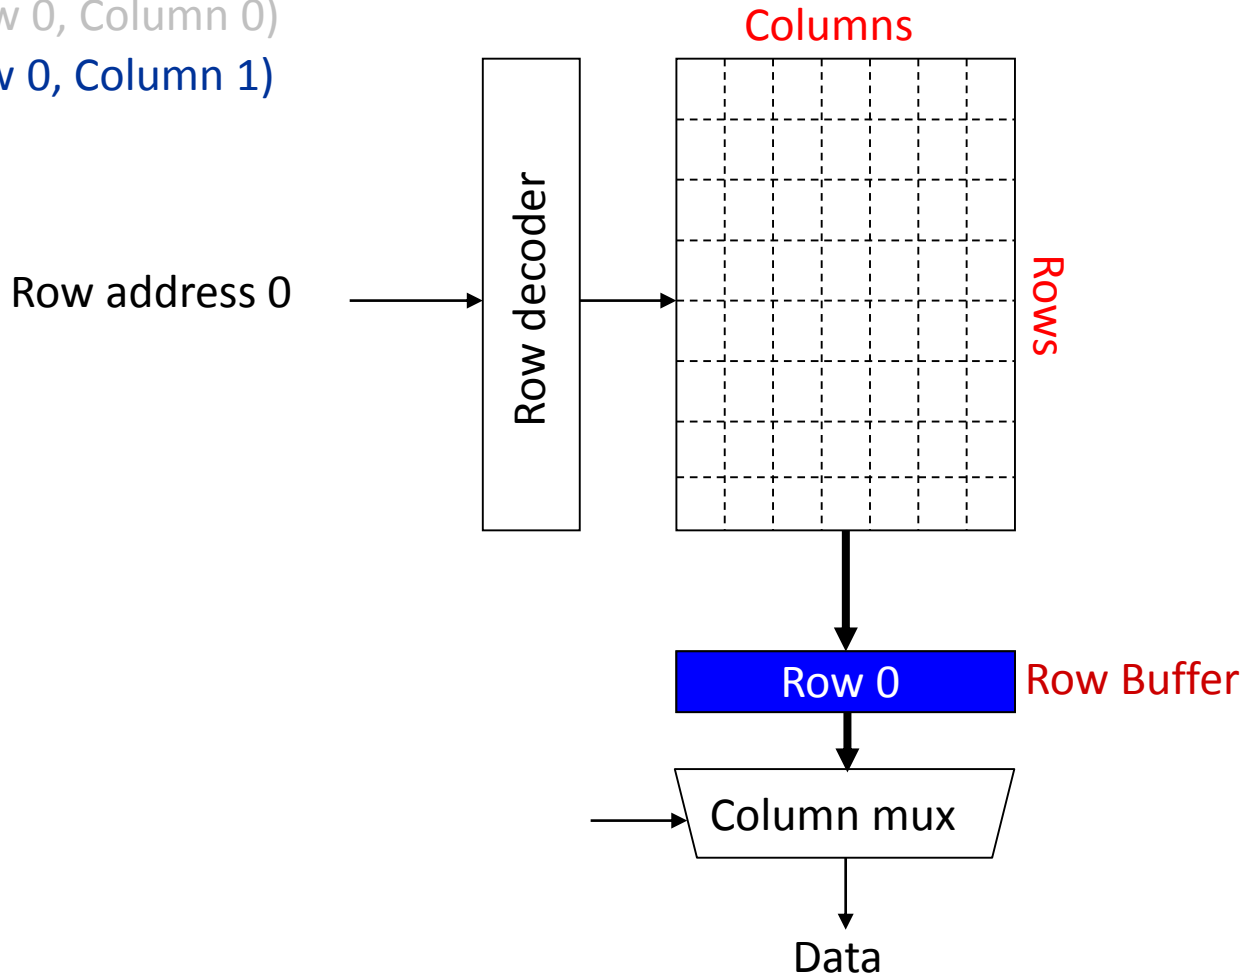 0, Column 0)
0, Column 1)
Columns
Row decoder
Rows
Row address 0
Row 0
Row Buffer
Column mux
Data